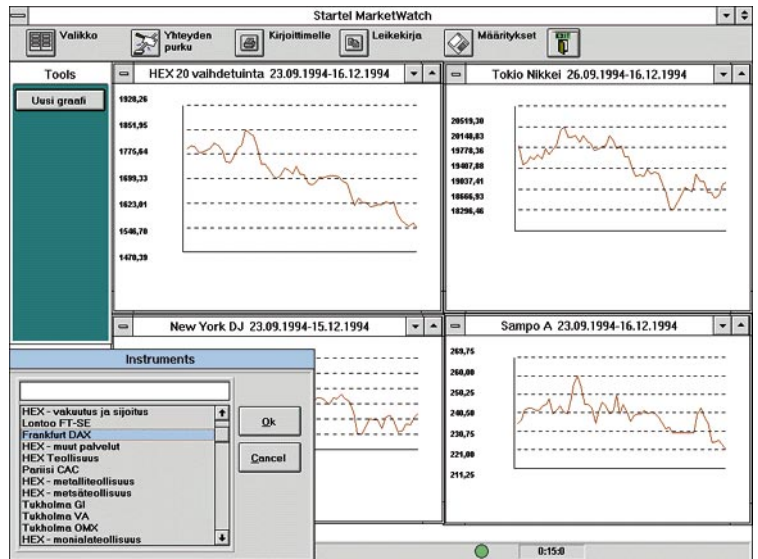 Startel MarketWatch
Valikko
Yhteyden purku
Kirjoittimelle
Leikekirja
Määritykset
EXIT
Tools
Uusi graafi
HEX 20 vaihdetuinta 23.09.1994-16.12.1994
1928,26
1851,95
1775,64
1699,33
1623,01
1546,70
1470,39
Tokio Nikkei 26.09.1994-16.12.1994
20519,30
20148,83
19778,36
19407,88
19037,41
18666,93
18296,46
New York DJ 23.09.1994-15.12.1994
Sampo A 23.09.1994-16.12.1994
269,75
260,00
250,25
240,50
230,75
221,00
211,25
Instruments
HEX - vakuutus ja sijoitus
Lontoo FT-SE
Frankfurt DAX
HEX - muut palvelut
HEX Teollisuus
Pariisi CAC
HEX - metalliteollisuus
HEX - metsäteollisuus
Tukholma GI
Tukholma VA
Tukholma OMX
HEX - monialateollisuus
Ok
Cancel
0:15:0